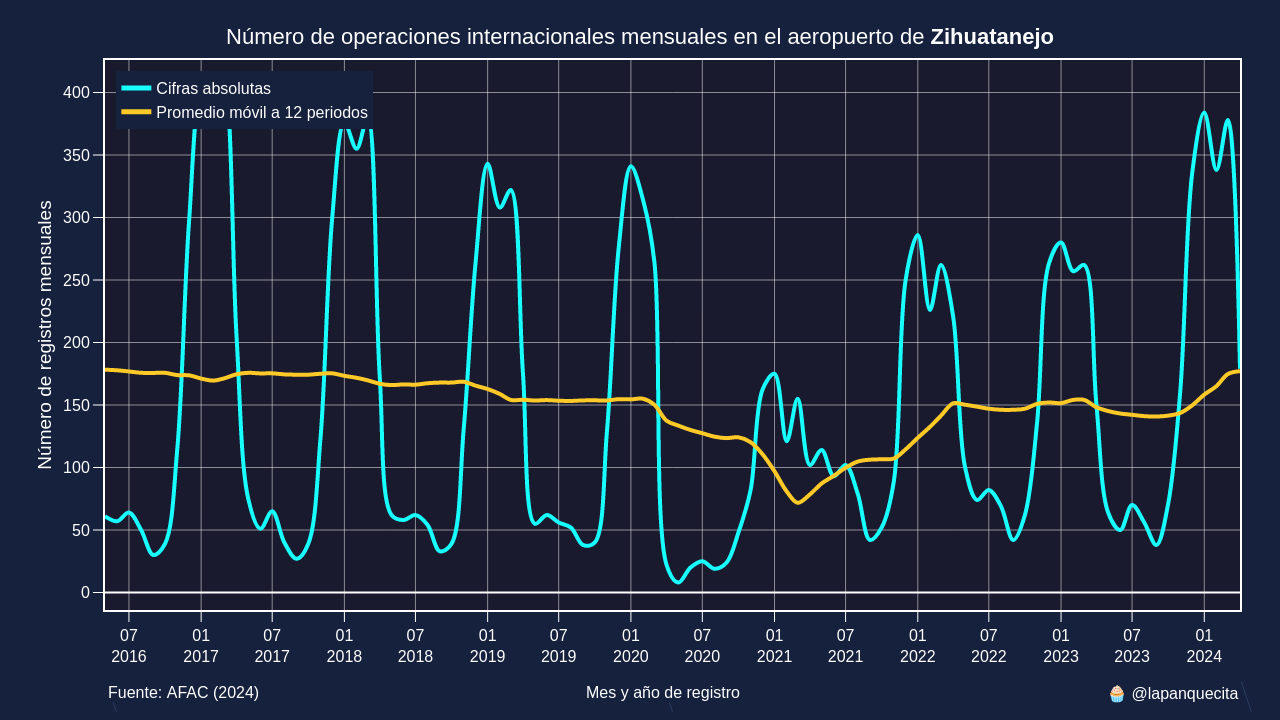 Número de operaciones internacionales mensuales en el aeropuerto de Zihuatanejo
Cifras absolutas
Promedio móvil a 12 periodos
Número de registros mensuales
400
350
300
250
200
150
100
50
0
07 01 07 01 07 01 07 01 07 01 07 01 07 01 07 01
2016 2017 2017 2018 2018 2019 2019 2020 2020 2021 2021 2022 2022 2023 2023 2024
Fuente: AFAC (2024) Mes y año de registro 🧁 @lapanquecita